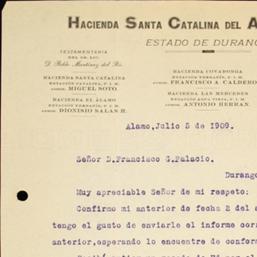 HACIENDA SANTA CATALINA DEL A
ESTADO DE DURANG
TESTAMENTARIA
DEL SR. LIC.
D. Pablo Martínez del Río.
HACIENDA SANTA CATALINA
MIGUEL SOTO.
HACIENDA EL ALAMO
DIONISIO SALAN H.
HACIENDA COVADONGA
FRANCISCO A CALDERO
HACIENDA LAS MERCEDES
ANTONIO HERRAN.
Alamo, Julio 5 de 1909.
Señor D. Francisco G. Palacio.
Durango
Muy apreciable Señor de mi respeto:
Confirmo mi anterior de fecha 2 del a
tengo el gusto de enviarle el informe corr
anterior, esperando lo encuentre de confor